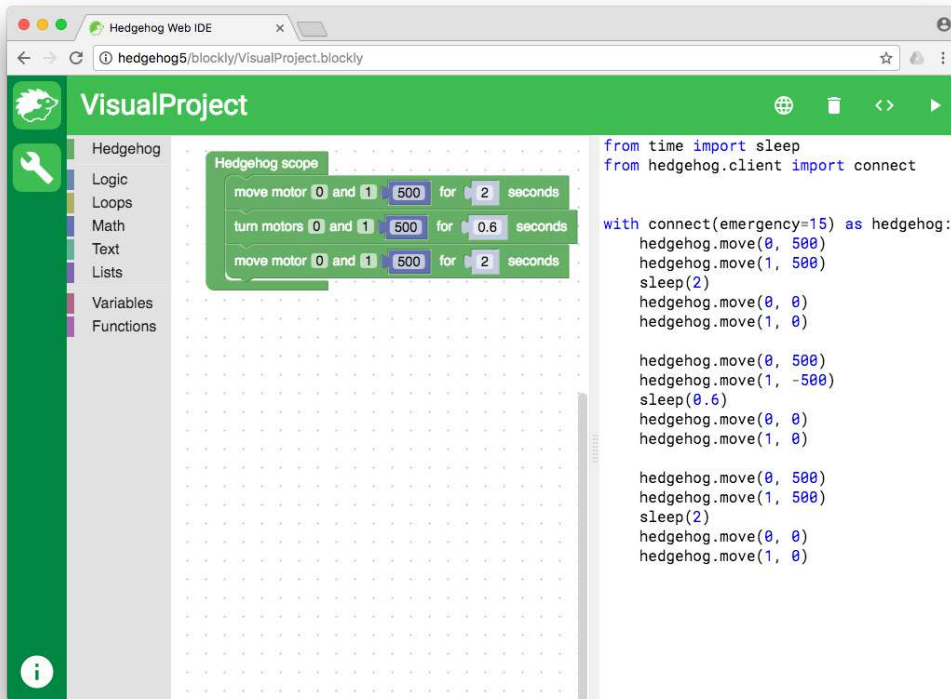 Hedgehog Web IDE
hedgehog5/blockly/VisualProject.blockly
VisualProject
Hedgehog
Logic
Loops
Math
Text
Lists
Variables
Functions
Hedgehog scope
move motor 0 and 1 500 for 2 seconds
turn motors 0 and 1 500 for 0.6 seconds
move motor 0 and 1 500 for 2 seconds
from time import sleep
from hedgehog.client import connect
with connect(emergency=15) as hedgehog:
hedgehog.move(0, 500)
hedgehog.move(1, 500)
sleep(2)
hedgehog.move(0, 0)
hedgehog.move(1, 0)
hedgehog.move(0, 500)
hedgehog.move(1, -500)
sleep(0.6)
hedgehog.move(0, 0)
hedgehog.move(1, 0)
hedgehog.move(0, 500)
hedgehog.move(1, 500)
sleep(2)
hedgehog.move(0, 0)
hedgehog.move(1, 0)